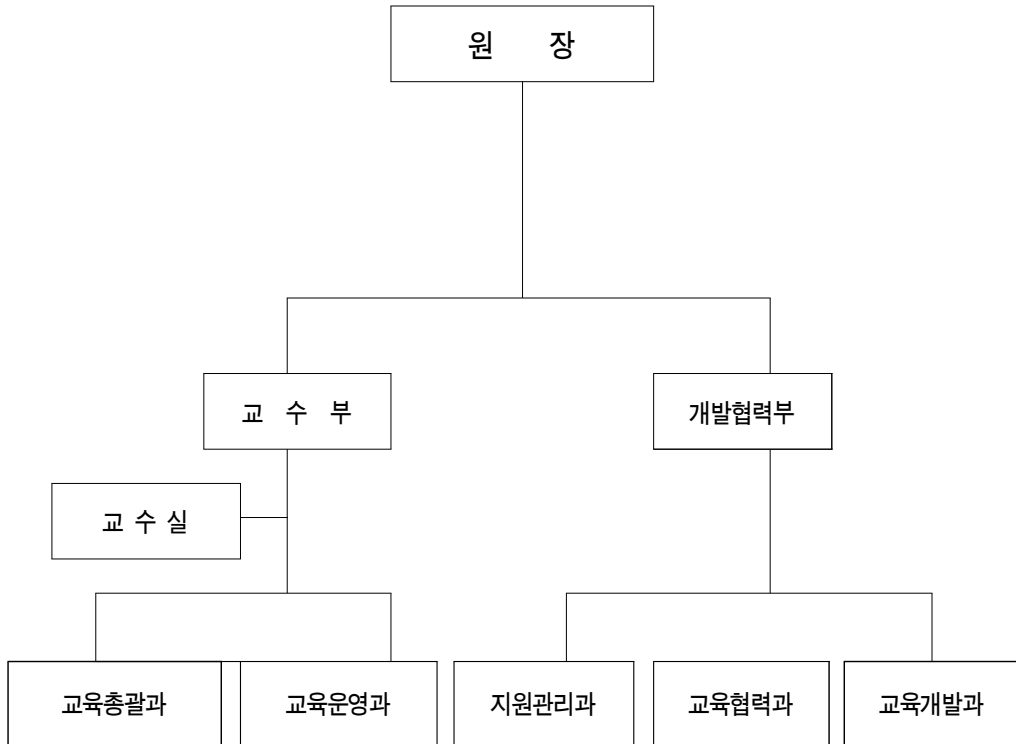 원 장
교 수 부
개발협력부
교 수 실
교육총괄과
교육운영과
지원관리과
교육협력과
교육개발과